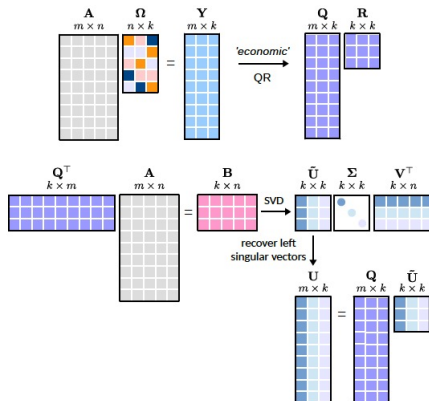 A Ω Y Q R
m × n n × k m × k m × k k × k
= 'economic'
QR
Q⊤ A B Ũ Σ V⊤
k × m m × n k × n k × k k × k k × n
= SVD
recover left
singular vectors
U Q Ũ
m × k m × k k × k
=